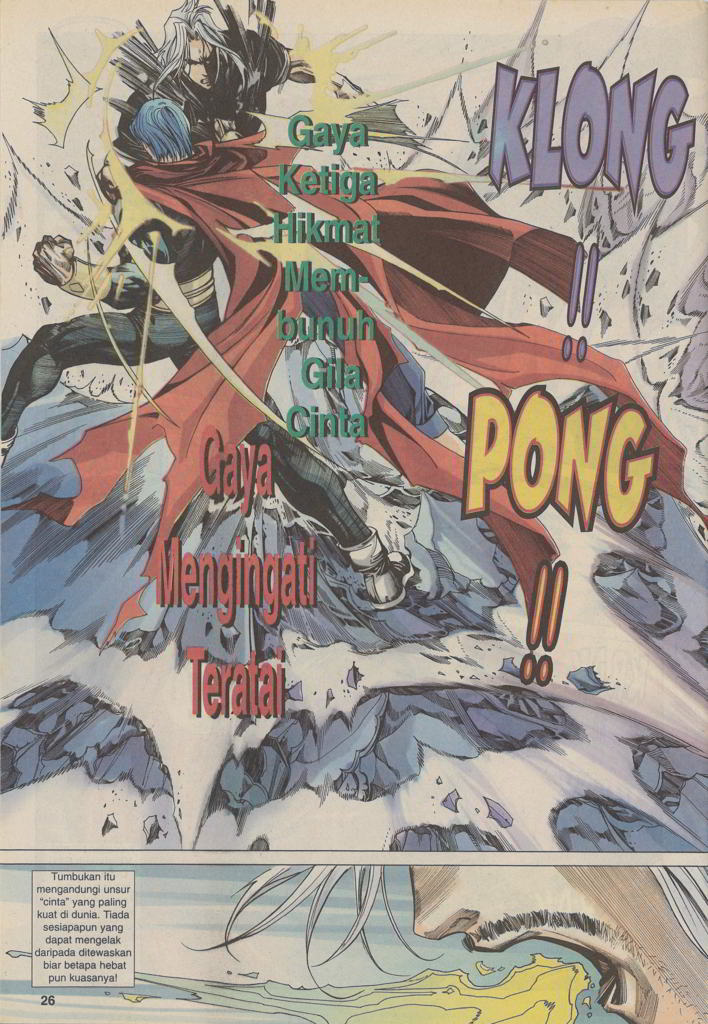 KLONG
!!
Gaya
Ketiga
Hikmat
Mem-
bunuh
Gila
Cinta
PONG
!!
Gaya
Mengingati
Teratai
Tumbukan itu
mengandungi unsur
“cinta” yang paling
kuat di dunia. Tiada
sesiapapun yang
dapat mengelak
daripada ditewaskan
biar betapa hebat
pun kuasanya!
26